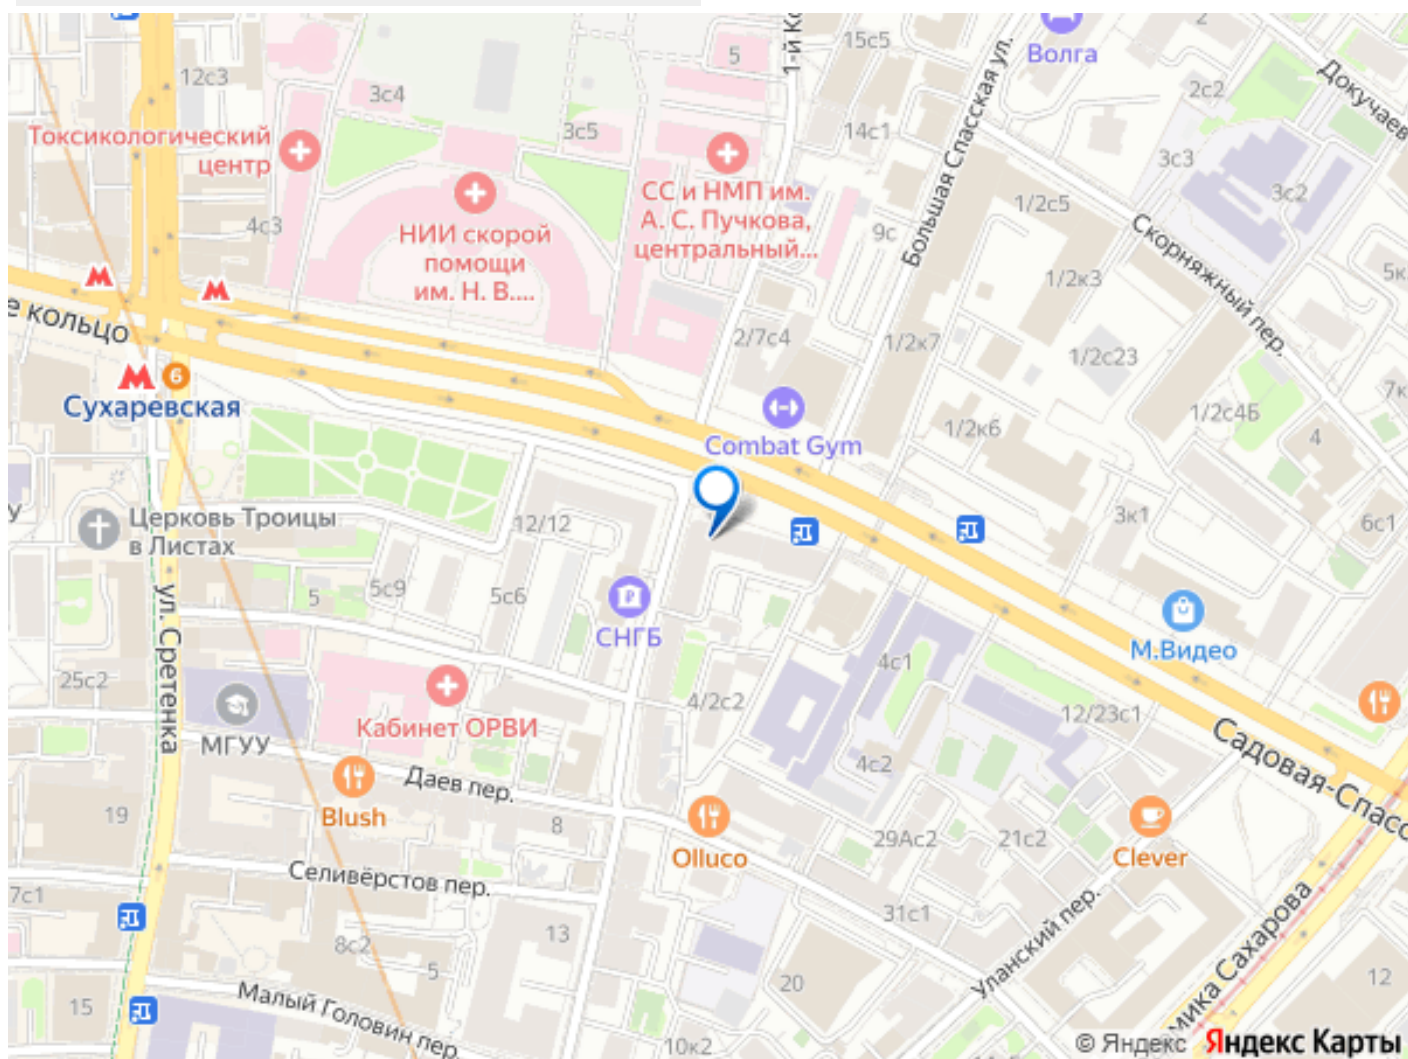 5
15с5
1-й Ко
Волга
12с3
3с4
2с2
Докучаев
Большая Спасская ул.
3с5
14с1
Токсикологический
центр
3с3
3с2
СС и НМП им.
А. С. Пучкова,
центральный...
1/2с5
4с3
НИИ скорой
помощи
им. Н. В....
9с
Скорняжный пер.
1/2к3
5к
е кольцо
2/7с4
1/2к7
1/2с23
6
Сухаревская
7к
1/2с4Б
Combat Gym
1/2к6
4
У
Церковь Троицы
в Листах
12/12
3к1
6с1
5
5с9
5с6
СНГБ
М.Видео
ул. Сретенка
25с2
4с1
4/2с2
12/23с1
МГУУ
Кабинет ОРВИ
Садовая-Спасс
4с2
Даев пер.
Blush
19
8
Olluco
29Ас2
21с2
Clever
Селивёрстов пер.
7с1
31с1
Уланский пер.
8с2
13
5
20
12
Малый Головин пер.
15
10к2
мика Сахарова
© Яндекс Яндекс Карты